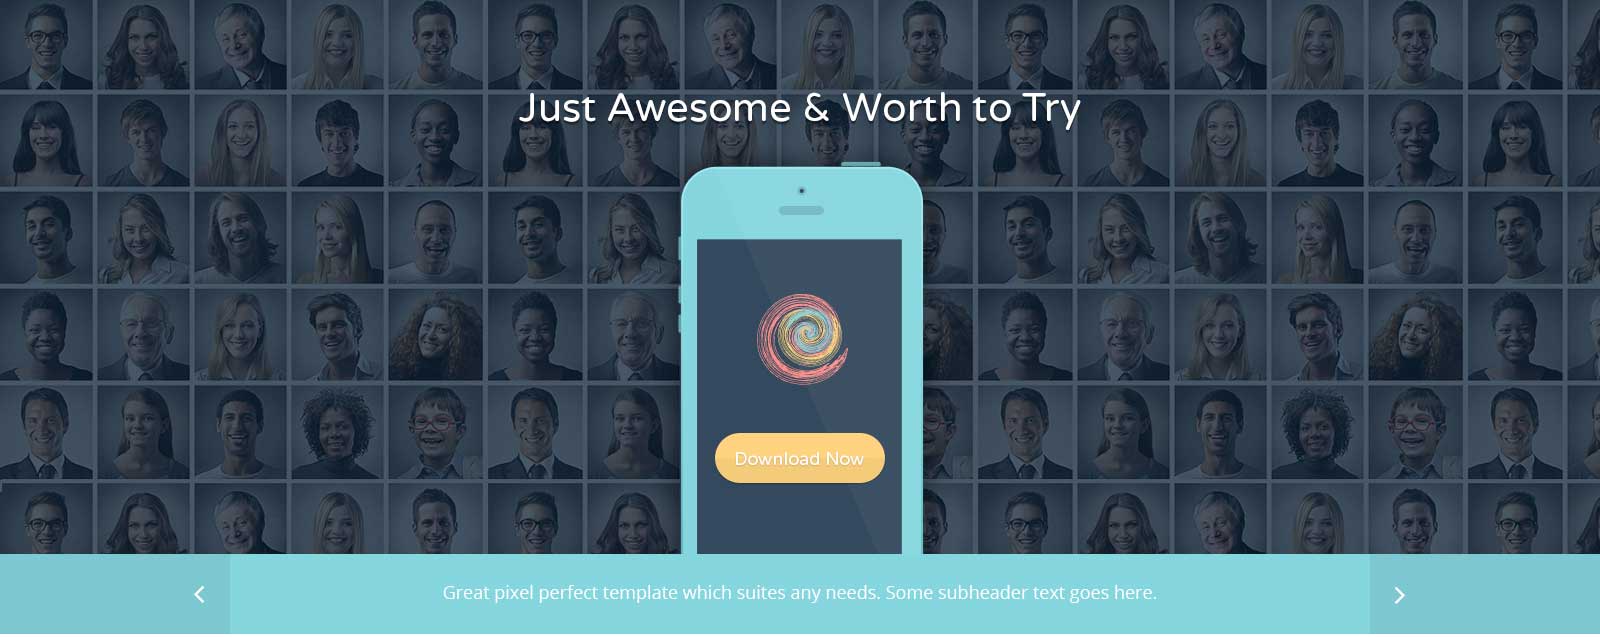 Just Awesome & Worth to Try
Download Now
Great pixel perfect template which suites any needs. Some subheader text goes here.